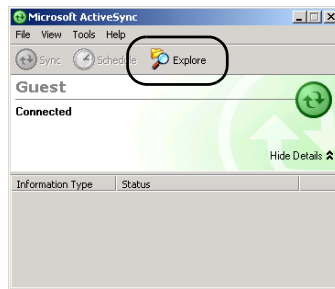 Microsoft ActiveSync
File View Tools Help
Sync Schedule Explore
Guest
Connected
Hide Details
Information Type Status